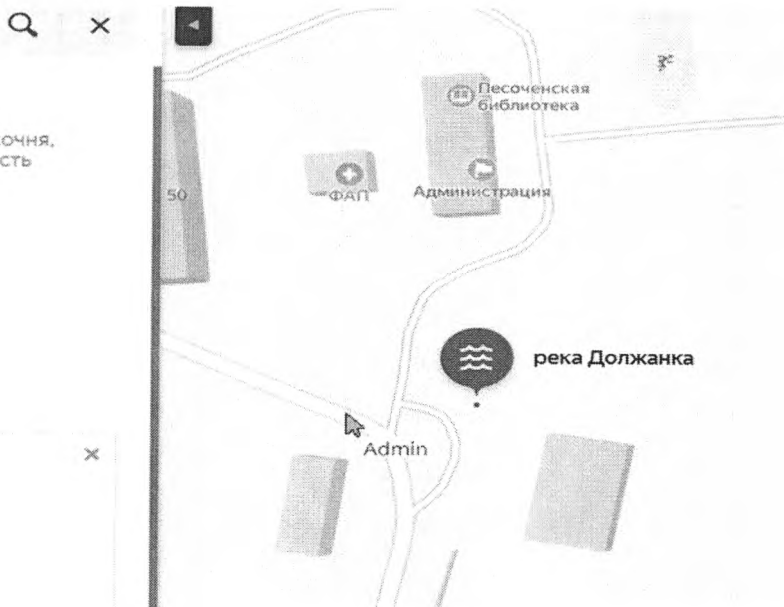 очня,
сть
50
Песоченская
библиотека
ФАП
Администрация
река Должанка
Admin